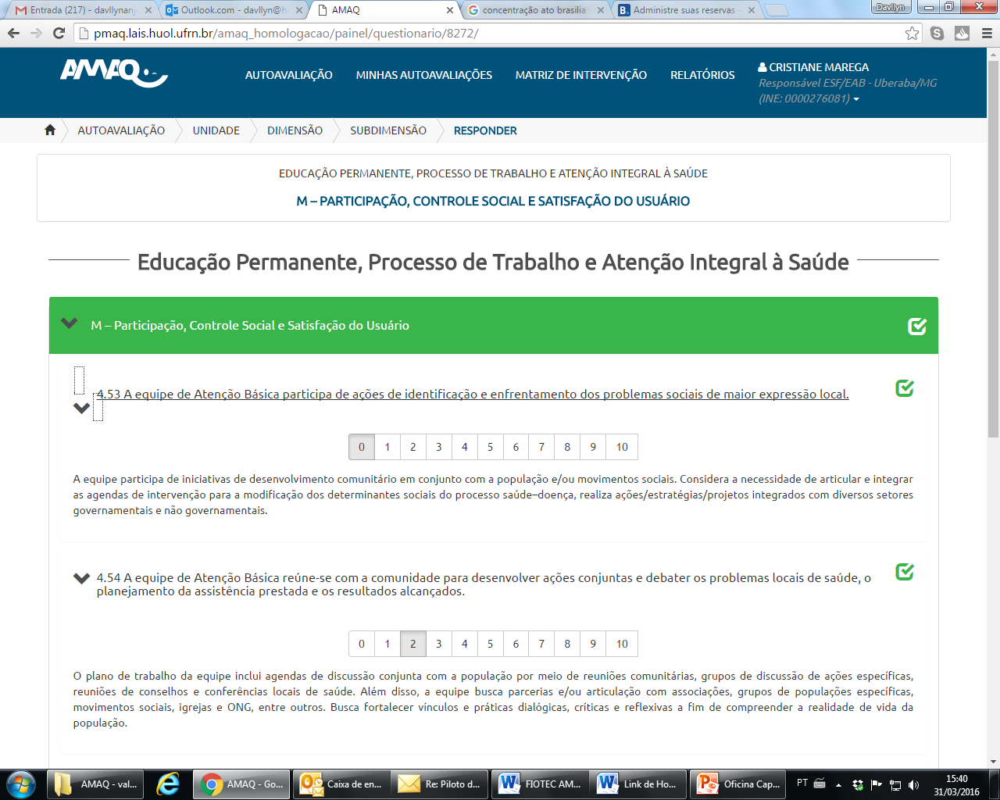 Entrada (217) - davllynanj
Outlook.com - davllyn@h
AMAQ
concentração ato brasilia
Administre suas reservas -
Davllyn
pmaq.lais.huol.ufrn.br/amaq_homologacao/painel/questionario/8272/
AMAQ
AUTOAVALIAÇÃO
MINHAS AUTOAVALIAÇÕES
MATRIZ DE INTERVENÇÃO
RELATÓRIOS
CRISTIANE MAREGA
Responsável ESF/EAB - Uberaba/MG
(INE: 0000276081)
AUTOAVALIAÇÃO
UNIDADE
DIMENSÃO
SUBDIMENSÃO
RESPONDER
EDUCAÇÃO PERMANENTE, PROCESSO DE TRABALHO E ATENÇÃO INTEGRAL À SAÚDE
M – PARTICIPAÇÃO, CONTROLE SOCIAL E SATISFAÇÃO DO USUÁRIO
Educação Permanente, Processo de Trabalho e Atenção Integral à Saúde
M – Participação, Controle Social e Satisfação do Usuário
4.53 A equipe de Atenção Básica participa de ações de identificação e enfrentamento dos problemas sociais de maior expressão local.
0 1 2 3 4 5 6 7 8 9 10
A equipe participa de iniciativas de desenvolvimento comunitário em conjunto com a população e/ou movimentos sociais. Considera a necessidade de articular e integrar
as agendas de intervenção para a modificação dos determinantes sociais do processo saúde–doença, realiza ações/estratégias/projetos integrados com diversos setores
governamentais e não governamentais.
4.54 A equipe de Atenção Básica reúne-se com a comunidade para desenvolver ações conjuntas e debater os problemas locais de saúde, o
planejamento da assistência prestada e os resultados alcançados.
0 1 2 3 4 5 6 7 8 9 10
O plano de trabalho da equipe inclui agendas de discussão conjunta com a população por meio de reuniões comunitárias, grupos de discussão de ações específicas,
reuniões de conselhos e conferências locais de saúde. Além disso, a equipe busca parcerias e/ou articulação com associações, grupos de populações específicas,
movimentos sociais, igrejas e ONG, entre outros. Busca fortalecer vínculos e práticas dialógicas, críticas e reflexivas a fim de compreender a realidade de vida da
população.
AMAQ - val...
AMAQ - Go...
Caixa de en...
Re: Piloto d...
FIOTEC AM...
Link de Ho...
Oficina Cap...
PT
15:40
31/03/2016